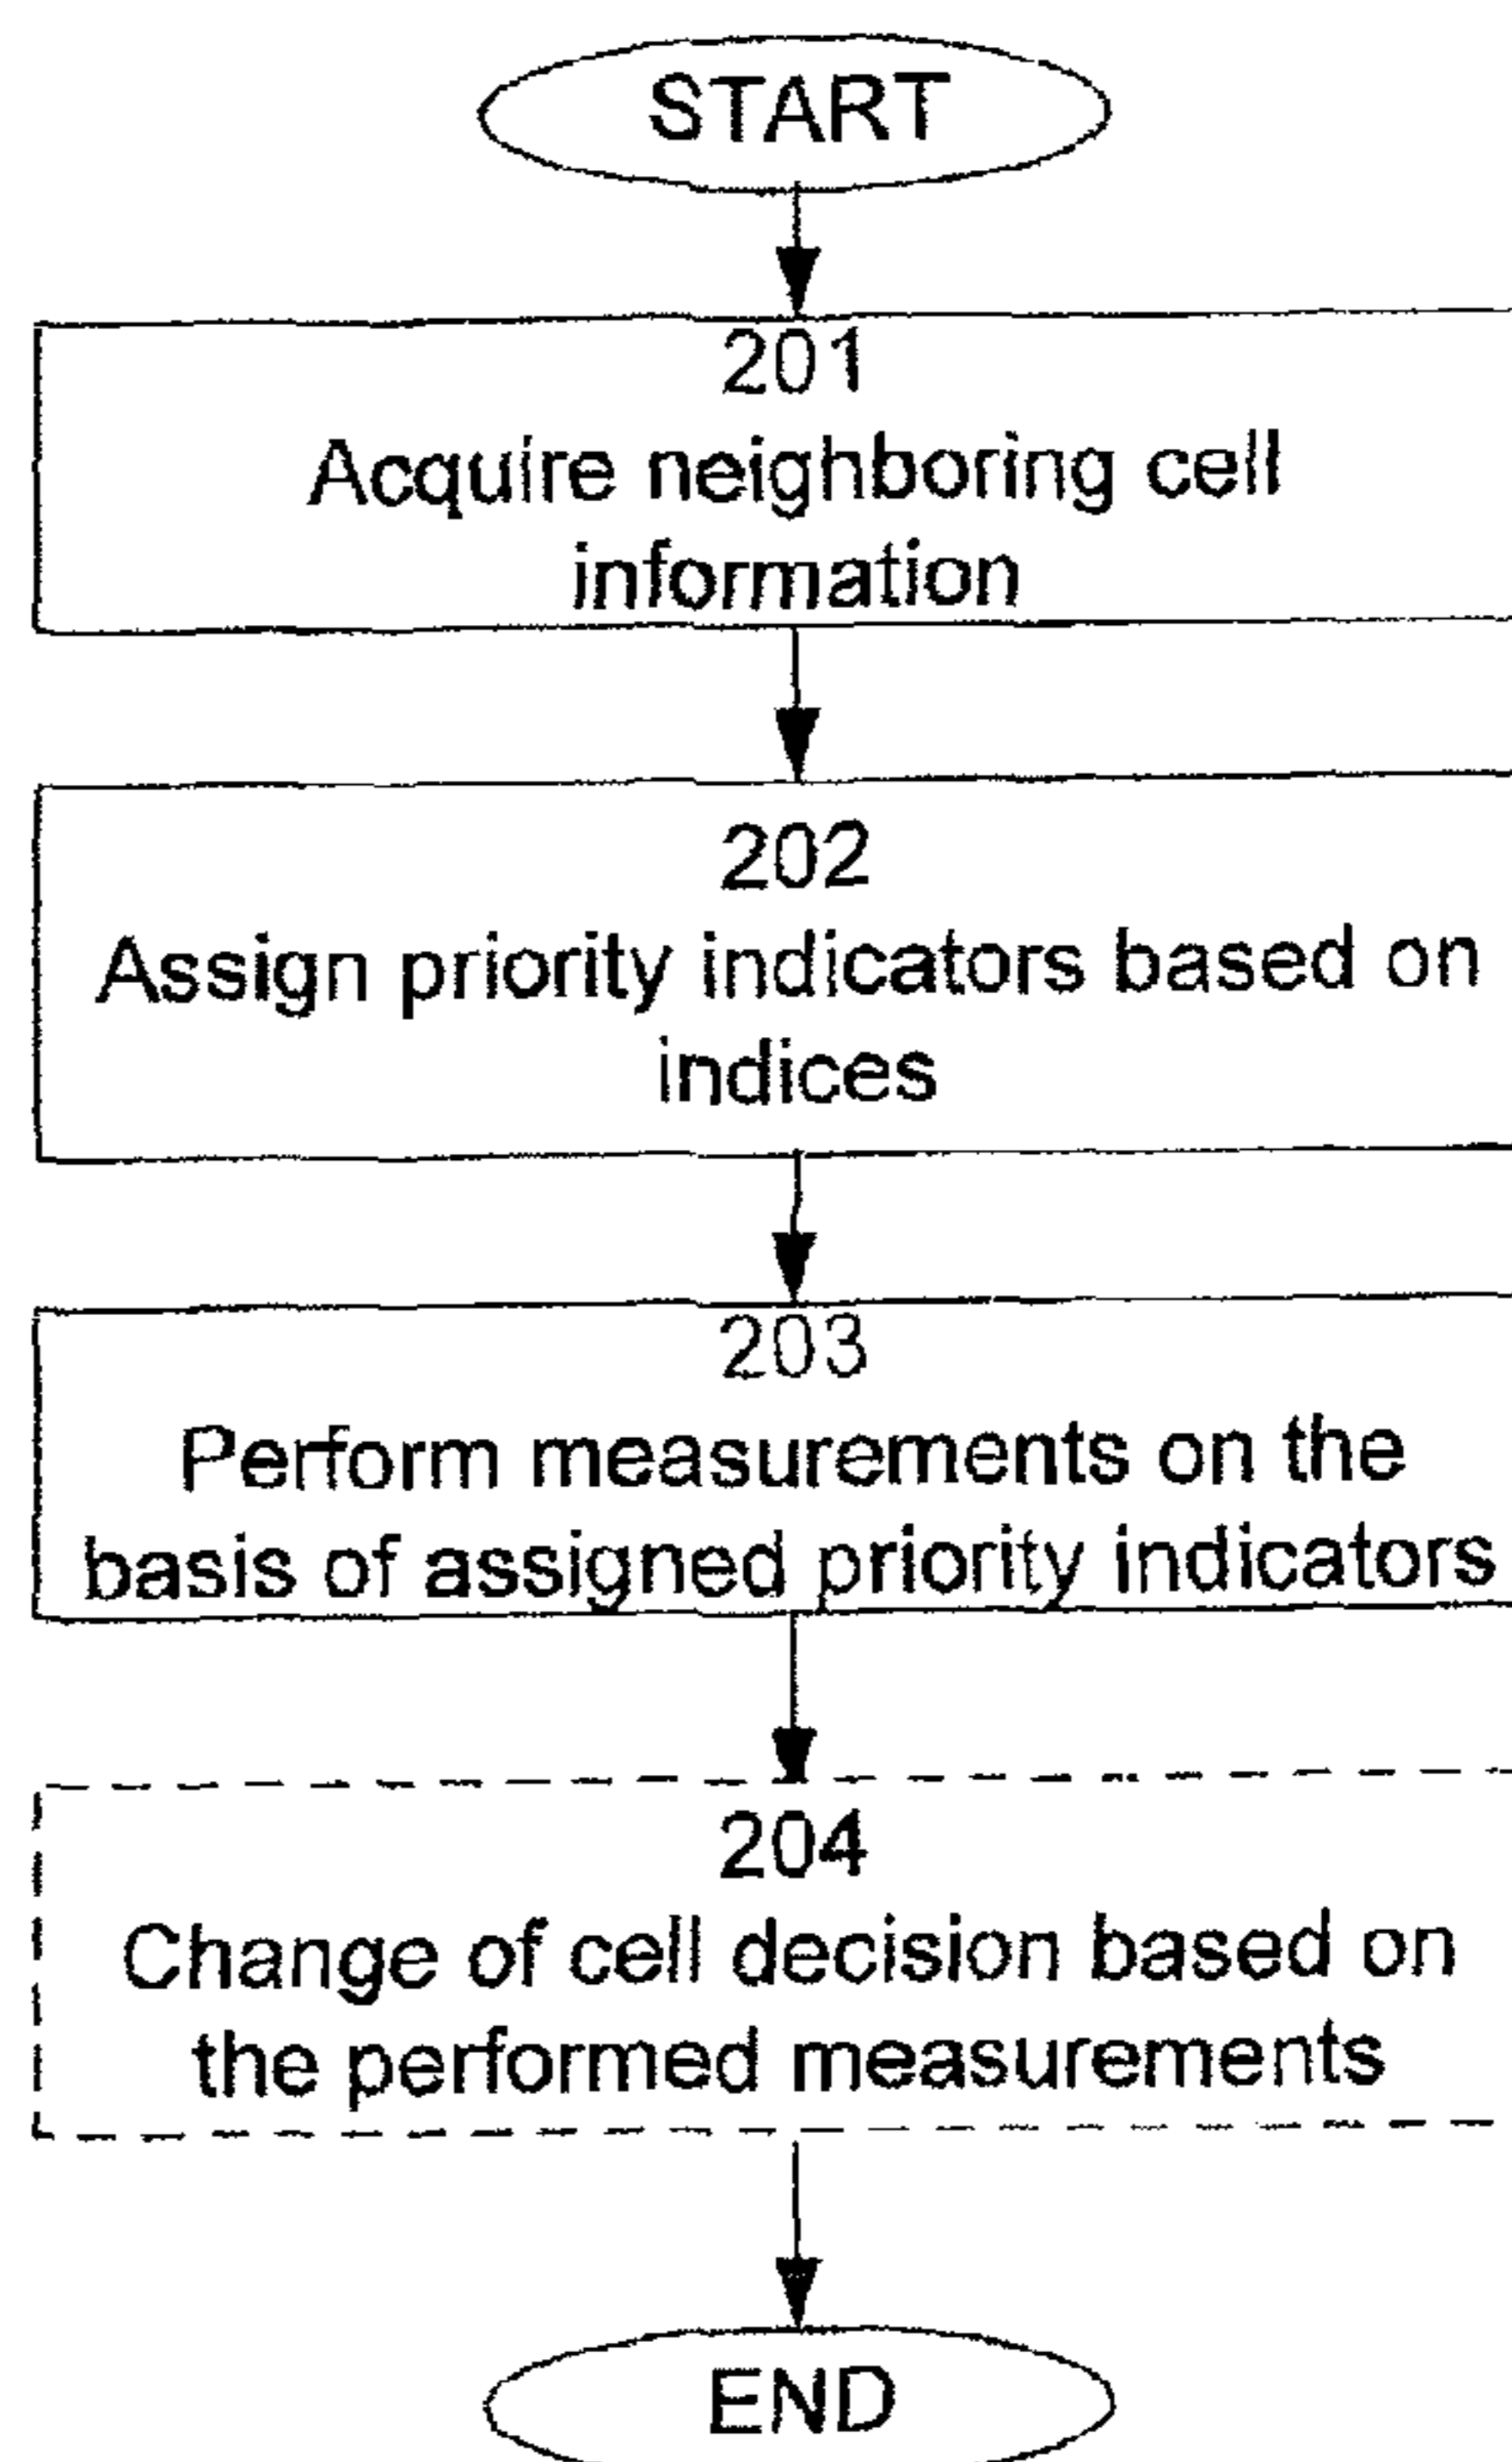 START
201
Acquire neighboring cell
information
202
Assign priority indicators based on
indices
203
Perform measurements on the
basis of assigned priority indicators
204
Change of cell decision based on
the performed measurements
END